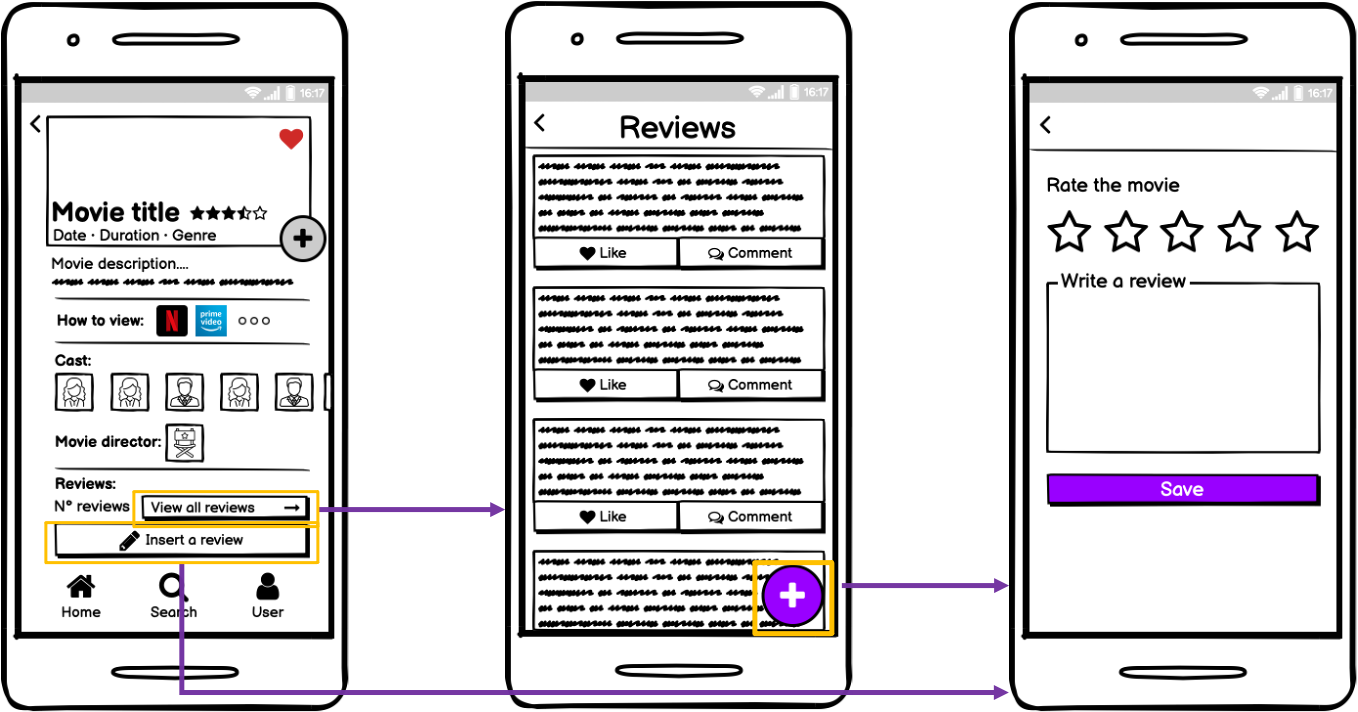 16:17
Movie title
Date · Duration · Genre
Movie description....
How to view:
prime
video
Cast:
Movie director:
Reviews:
N° reviews
View all reviews
Insert a review
Home
Search
User
16:17
Reviews
Like
Comment
Like
Comment
Like
Comment
16:17
Rate the movie
Write a review
Save